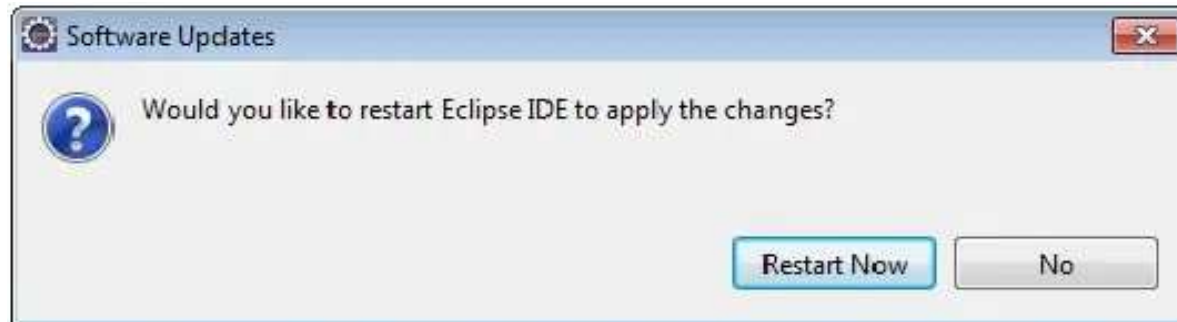 Software Updates
Would you like to restart Eclipse IDE to apply the changes?
Restart Now
No